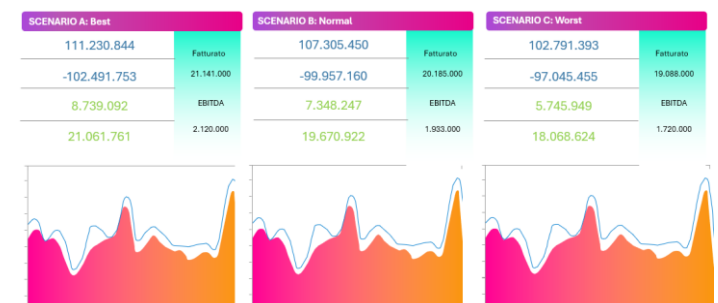 SCENARIO A: Best
111.230.844
Fatturato
-102.491.753
21.141.000
8.739.092
EBITDA
21.061.761
2.120.000
SCENARIO B: Normal
107.305.450
Fatturato
-99.957.160
20.185.000
7.348.247
EBITDA
19.670.922
1.933.000
SCENARIO C: Worst
102.791.393
Fatturato
-97.045.455
19.088.000
5.745.949
EBITDA
18.068.624
1.720.000